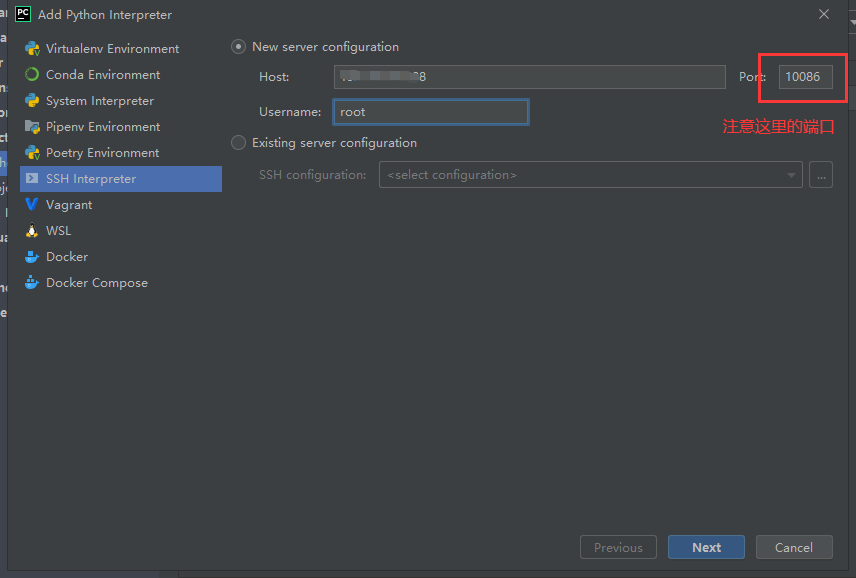 PC Add Python Interpreter
Virtualenv Environment
Conda Environment
System Interpreter
Pipenv Environment
Poetry Environment
SSH Interpreter
Vagrant
WSL
Docker
Docker Compose
New server configuration
Host:
Port: 10086
注意这里的端口
Username: root
Existing server configuration
SSH configuration: <select configuration> ...
Previous Next Cancel